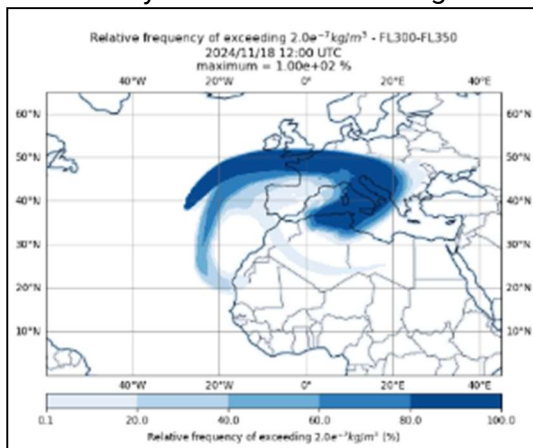 Relative frequency of exceeding 2.0e⁻⁷kg/m³ - FL300-FL350
2024/11/18 12:00 UTC
maximum = 1.00e+02 %
40°W 20°W 0° 20°E 40°E
60°N 60°N
50°N 50°N
40°N 40°N
30°N 30°N
20°N 20°N
10°N 10°N
40°W 20°W 0° 20°E 40°E
0.1 20.0 40.0 60.0 80.0 100.0
Relative frequency of exceeding 2.0e⁻⁷kg/m³ (%)